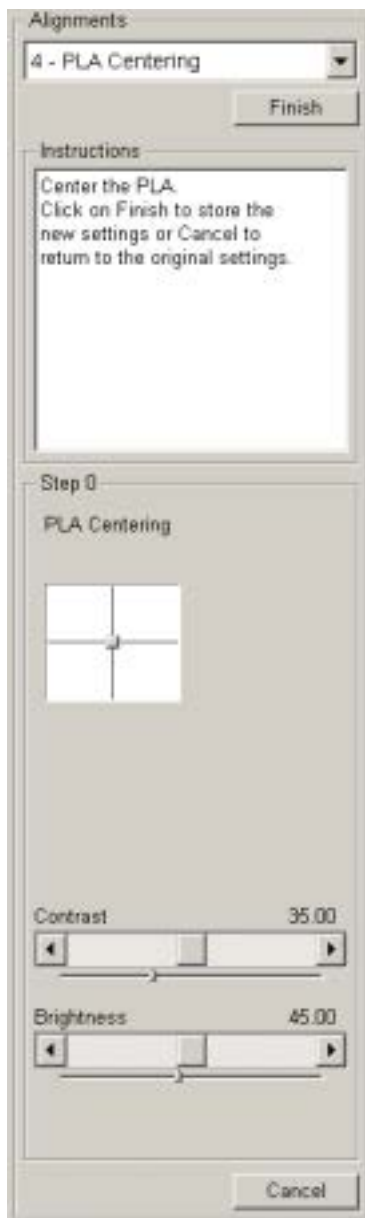 Alignments
4 - PLA Centering
Finish
Instructions
Center the PLA.
Click on Finish to store the
new settings or Cancel to
return to the original settings.
Step 0
PLA Centering
Contrast 35.00
Brightness 45.00
Cancel